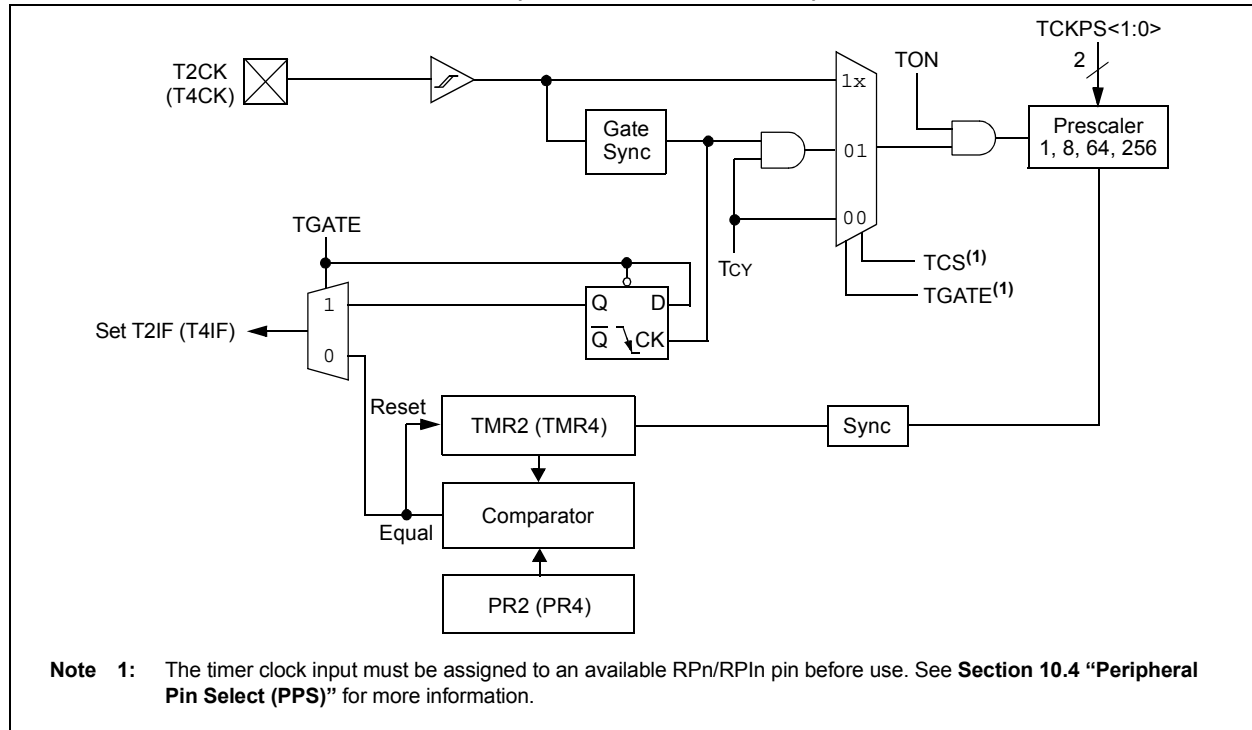 TCKPS<1:0>
2
T2CK
(T4CK)
TON
1x
Gate
Sync
01
Prescaler
1, 8, 64, 256
00
TGATE
TCY
TCS(1)
TGATE(1)
1
Q D
Set T2IF (T4IF)
Q CK
0
Reset
TMR2 (TMR4)
Sync
Equal
Comparator
PR2 (PR4)
Note 1: The timer clock input must be assigned to an available RPn/RPIn pin before use. See Section 10.4 “Peripheral
Pin Select (PPS)” for more information.